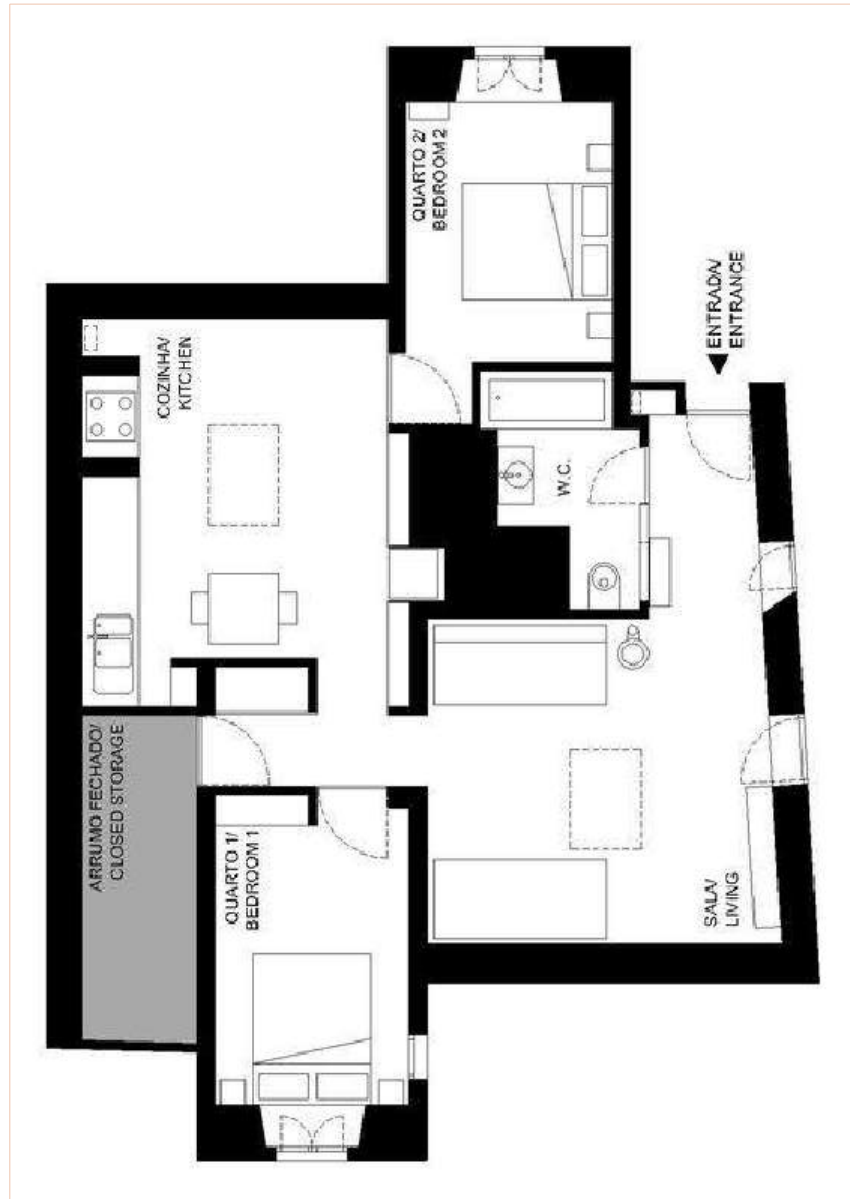 ARRUMO FECHADO/
CLOSED STORAGE
COZINHA/
KITCHEN
QUARTO 1/
BEDROOM 1
QUARTO 2/
BEDROOM 2
W.C.
SALA/
LIVING
ENTRADA/
ENTRANCE